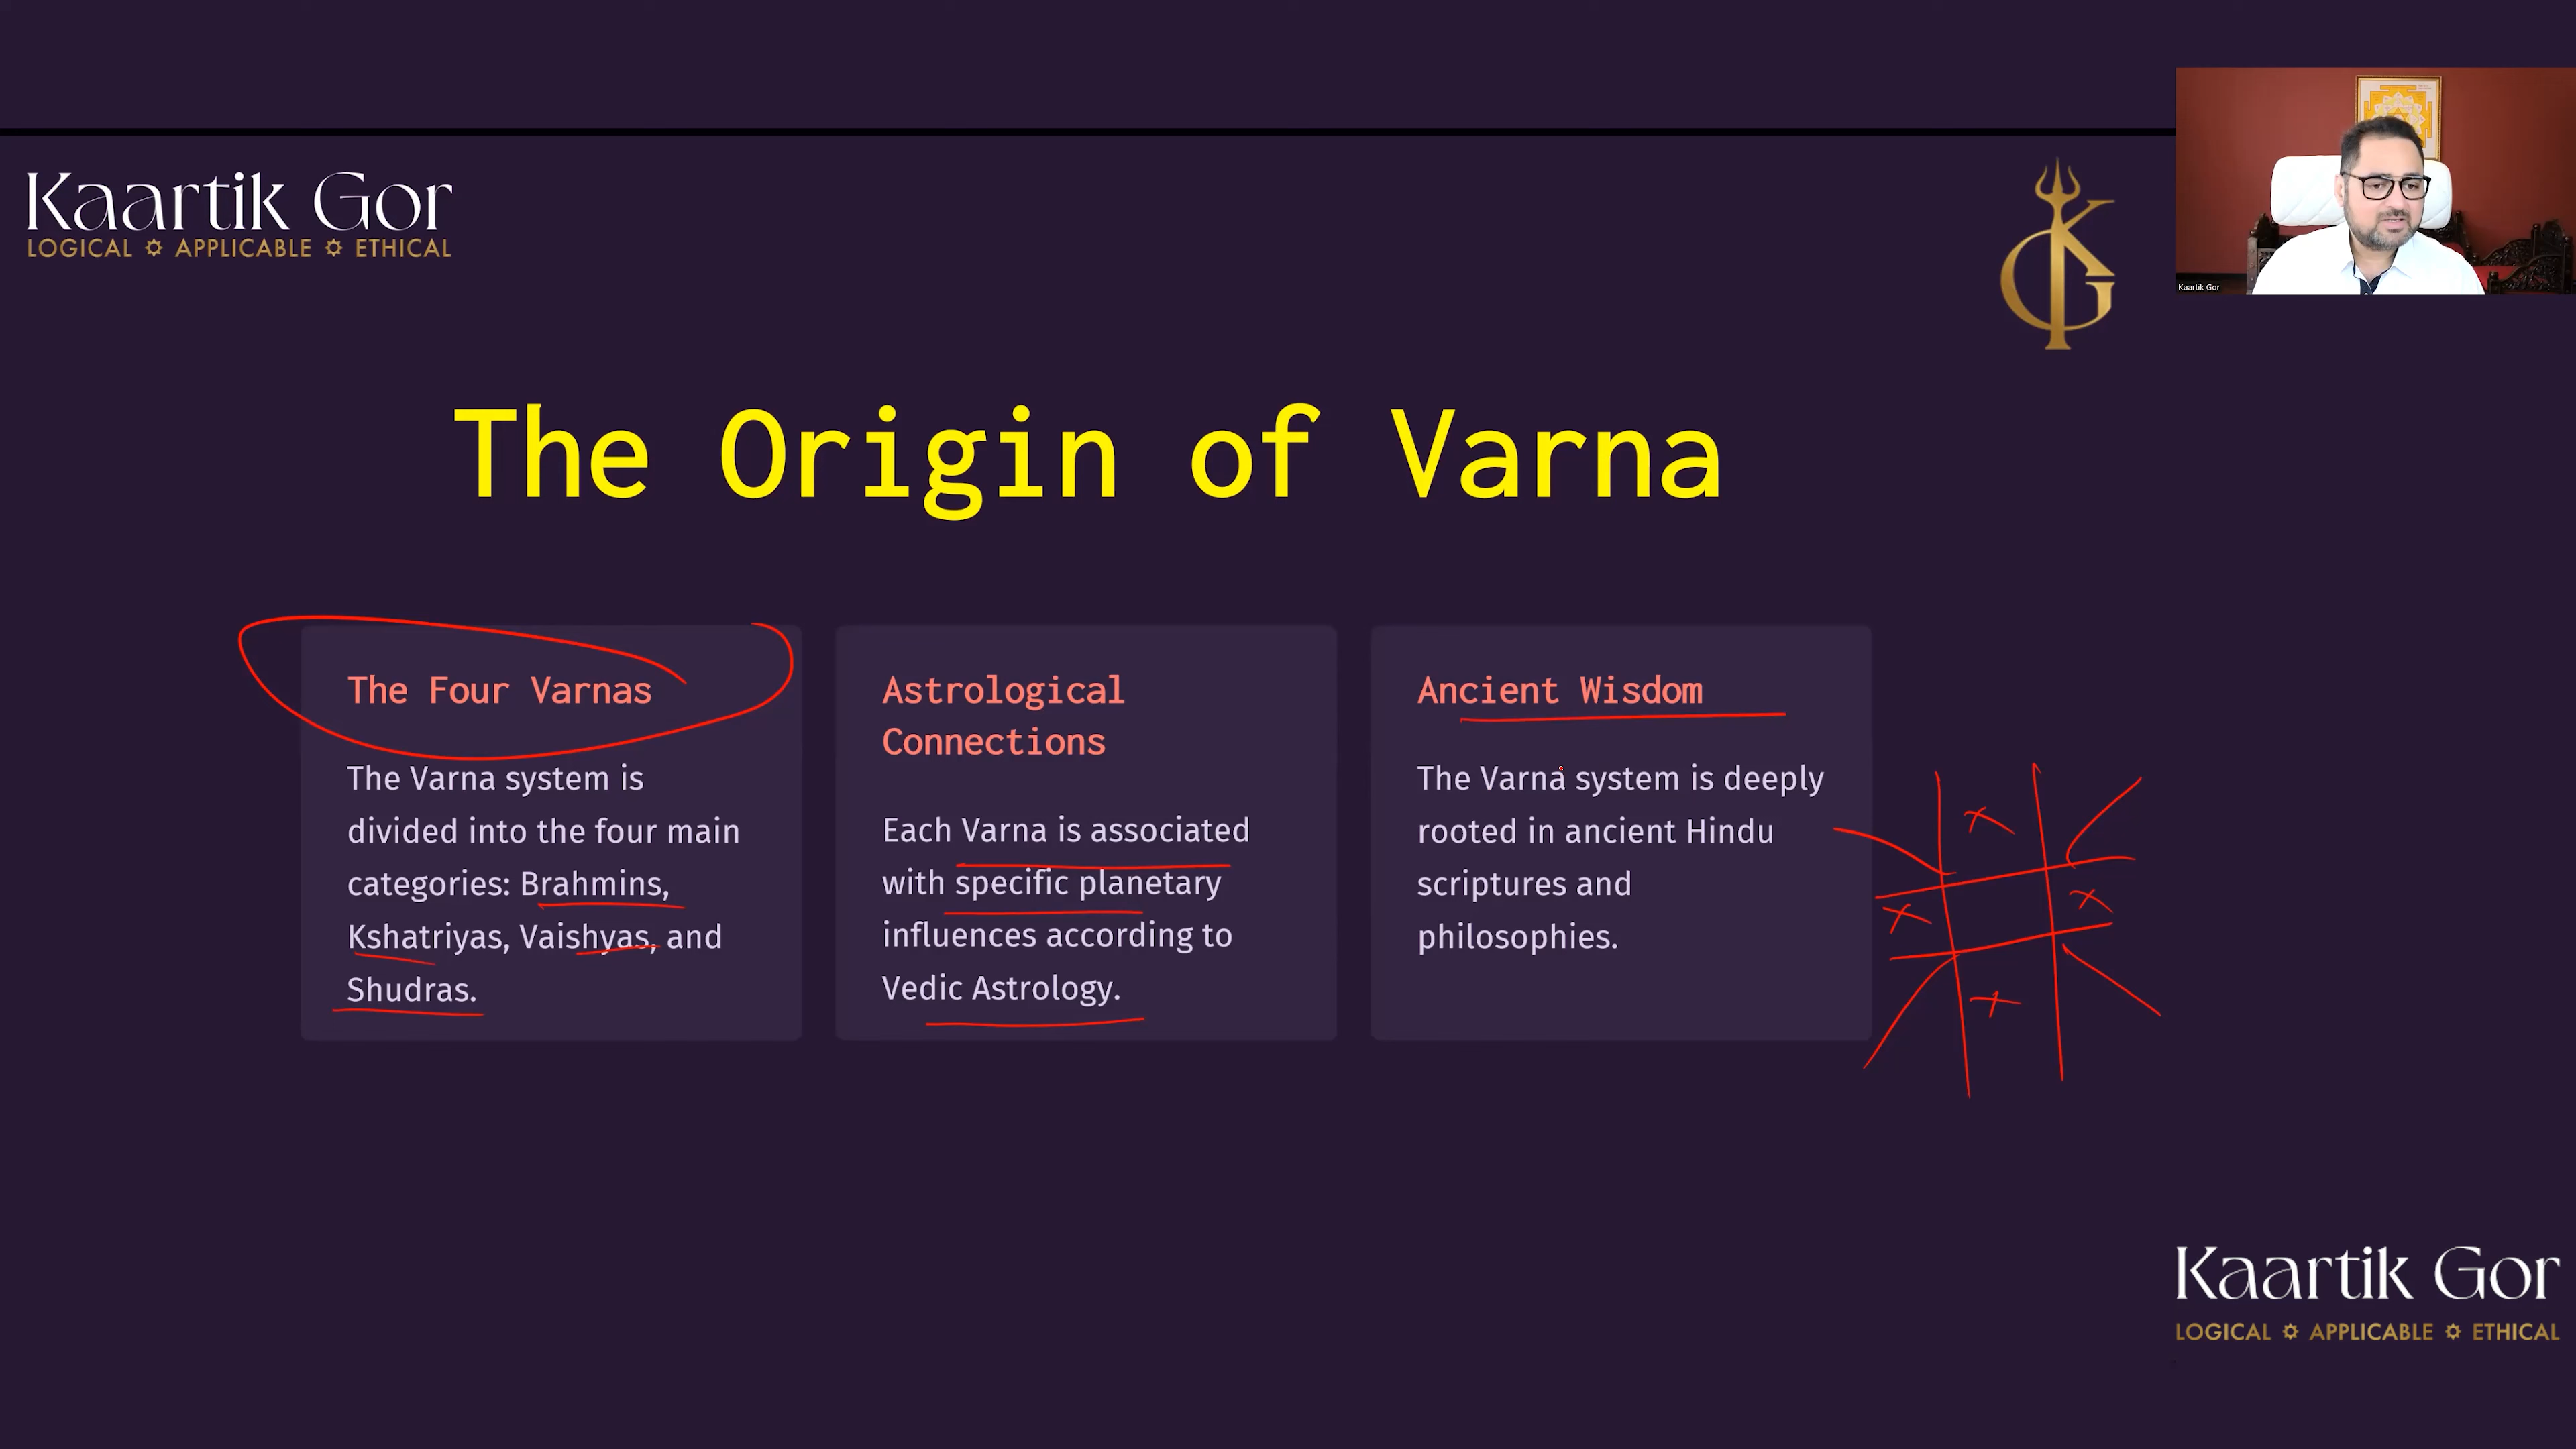 Kaartik Gor
LOGICAL ✡ APPLICABLE ✡ ETHICAL
KG
Kaartik Gor
The Origin of Varna
The Four Varnas
The Varna system is
divided into the four main
categories: Brahmins,
Kshatriyas, Vaishyas, and
Shudras.
Astrological
Connections
Each Varna is associated
with specific planetary
influences according to
Vedic Astrology.
Ancient Wisdom
The Varna system is deeply
rooted in ancient Hindu
scriptures and
philosophies.
Kaartik Gor
LOGICAL ✡ APPLICABLE ✡ ETHICAL